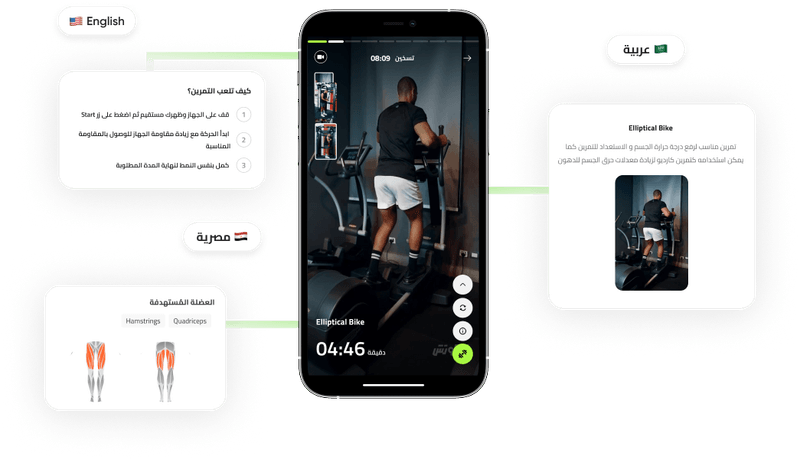 English
كيف تلعب التمرين؟
1 قف على الجهاز وظهرك مستقيم ثم اضغط على زر Start
2 ابدأ الحركة مع زيادة مقاومة الجهاز للوصول بالمقاومة
المناسبة
3 كمل بنفس النمط لنهاية المدة المطلوبة
مصرية
العضلة المُستهدفة
Hamstrings Quadriceps
08:09 تسخين
Elliptical Bike
04:46 دقيقة
عربية
Elliptical Bike
تمرين مناسب لرفع درجة حرارة الجسم و الاستعداد للتمرين كما
يمكن استخدامه كتمرين كارديو لزيادة معدلات حرق الجسم للدهون